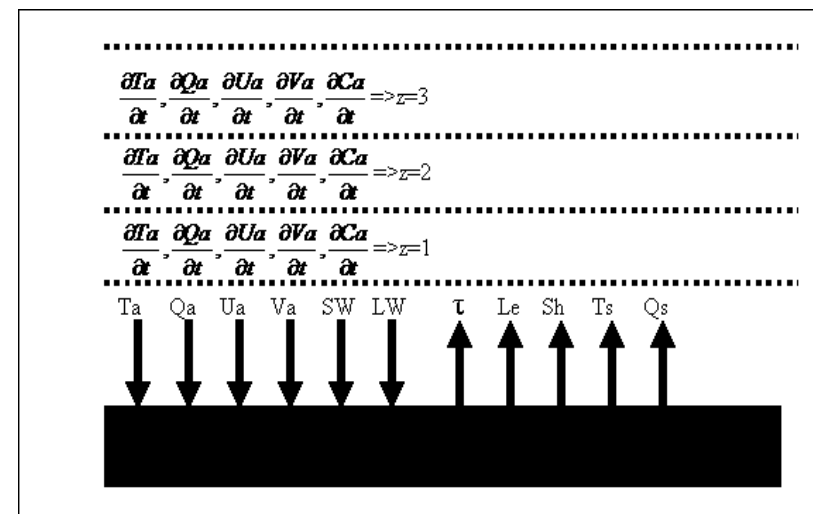 ∂Ta/∂t, ∂Qa/∂t, ∂Ua/∂t, ∂Va/∂t, ∂Ca/∂t =>z=3
∂Ta/∂t, ∂Qa/∂t, ∂Ua/∂t, ∂Va/∂t, ∂Ca/∂t =>z=2
∂Ta/∂t, ∂Qa/∂t, ∂Ua/∂t, ∂Va/∂t, ∂Ca/∂t =>z=1
Ta Qa Ua Va SW LW τ Le Sh Ts Qs